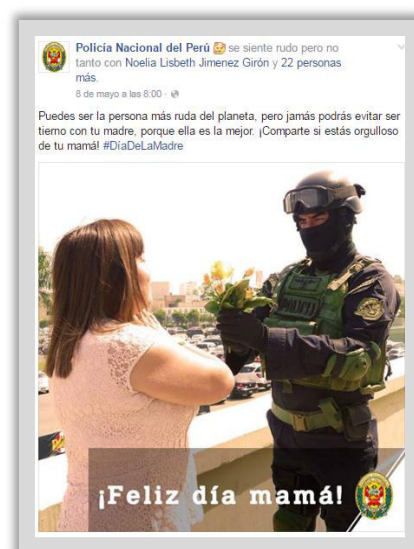 Policía Nacional del Perú se siente rudo pero no
tanto con Noelia Lisbeth Jimenez Girón y 22 personas
más.
8 de mayo a las 8:00 ·
Puedes ser la persona más ruda del planeta, pero jamás podrás evitar ser
tierno con tu madre, porque ella es la mejor. ¡Comparte si estás orgulloso
de tu mamá! #DíaDeLaMadre
POLICIA
¡Feliz día mamá!